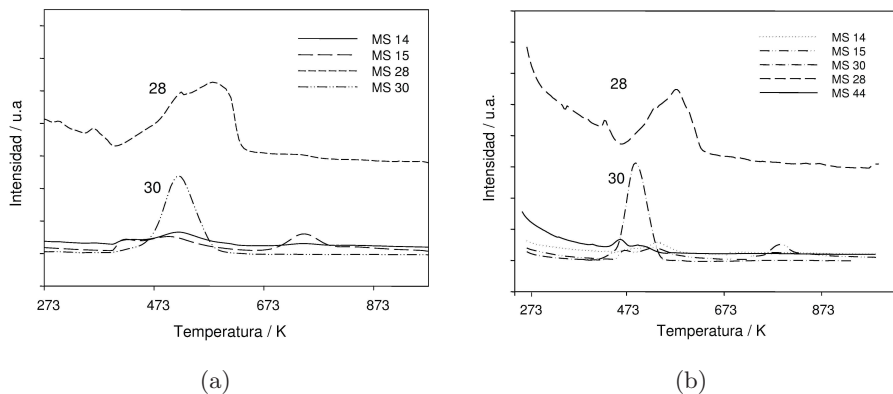 MS 14
MS 15
MS 28
MS 30
28
30
Intensidad / u.a
273
473
673
873
Temperatura / K
(a)
MS 14
MS 15
MS 30
MS 28
MS 44
28
30
Intensidad / u.a.
273
473
673
873
Temperatura / K
(b)